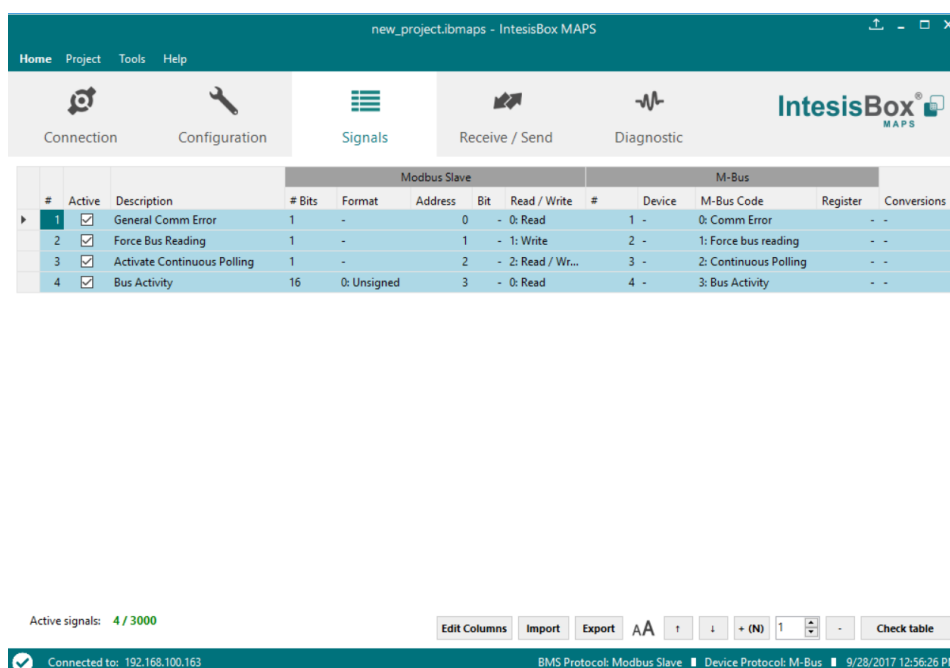 new_project.ibmaps - IntesisBox MAPS
Home Project Tools Help
Connection Configuration Signals Receive / Send Diagnostic IntesisBox® MAPS
Modbus Slave M-Bus
# Active Description # Bits Format Address Bit Read / Write # Device M-Bus Code Register Conversions
1 General Comm Error 1 - 0 - 0: Read 1 - 0: Comm Error - -
2 Force Bus Reading 1 - 1 - 1: Write 2 - 1: Force bus reading - -
3 Activate Continuous Polling 1 - 2 - 2: Read / Wr... 3 - 2: Continuous Polling - -
4 Bus Activity 16 0: Unsigned 3 - 0: Read 4 - 3: Bus Activity - -
Active signals: 4 / 3000
Edit Columns Import Export AA ↑ ↓ + (N) 1 - Check table
Connected to: 192.168.100.163 BMS Protocol: Modbus Slave Device Protocol: M-Bus 9/28/2017 12:56:26